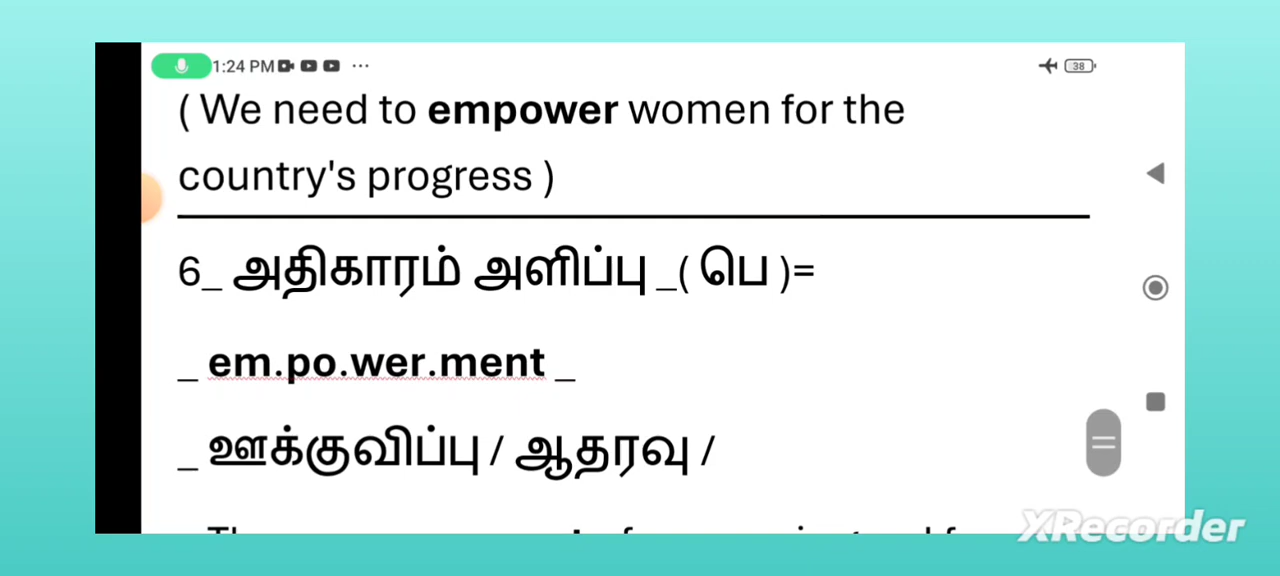 1:24 PM ... 38
( We need to empower women for the
country's progress )
6_ அதிகாரம் அளிப்பு _( பெ )=
_ em.po.wer.ment _
_ ஊக்குவிப்பு / ஆதரவு /
XRecorder